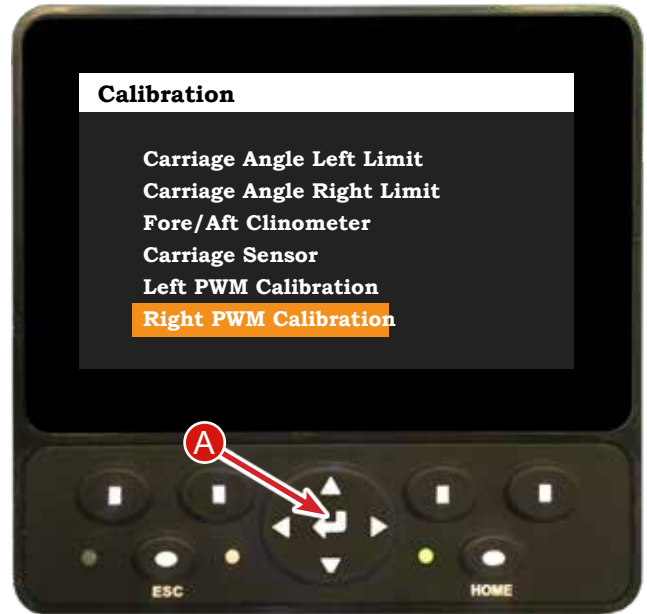 Calibration
Carriage Angle Left Limit
Carriage Angle Right Limit
Fore/Aft Clinometer
Carriage Sensor
Left PWM Calibration
Right PWM Calibration
A
ESC
HOME